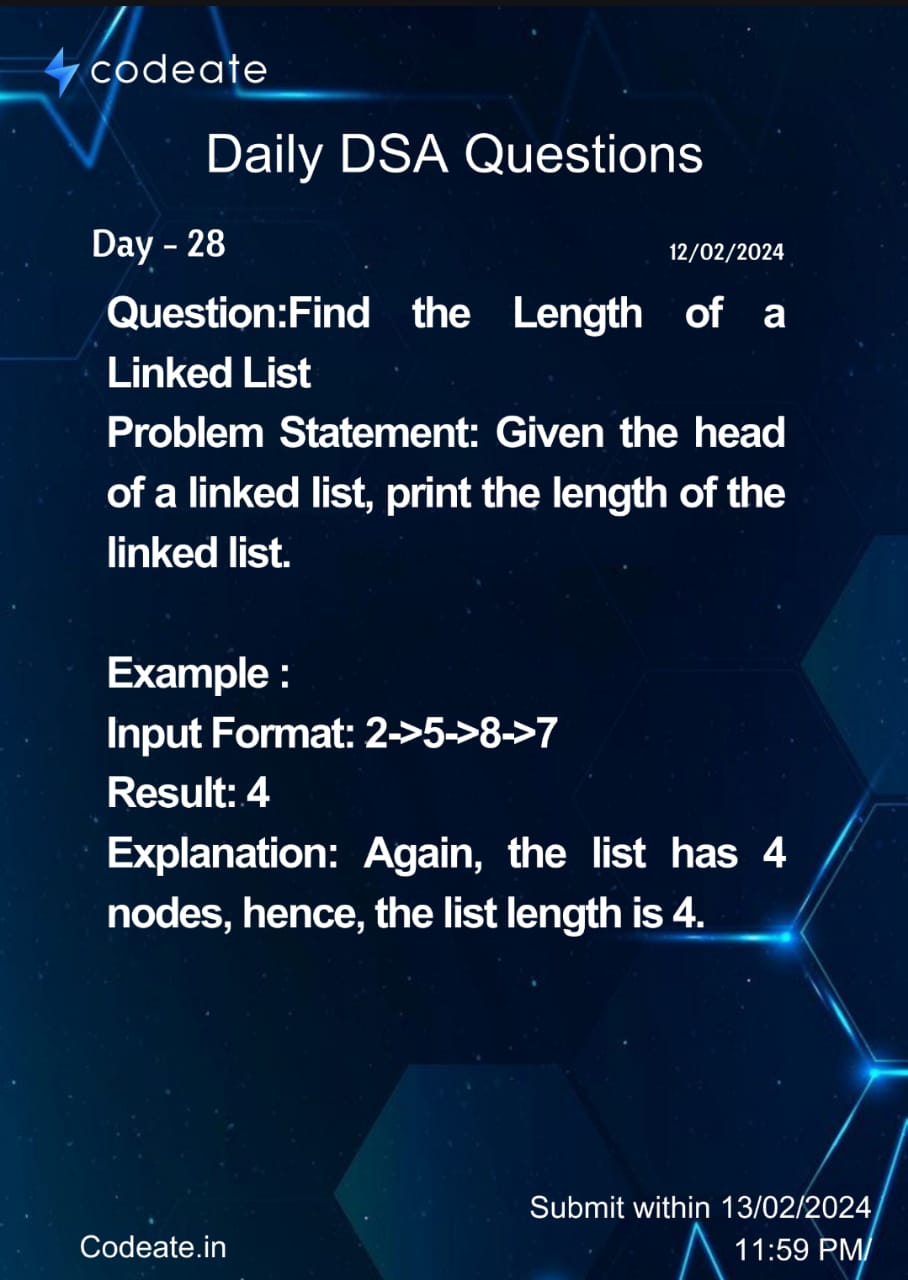 codeate
Daily DSA Questions
Day - 28
12/02/2024
Question:Find the Length of a
Linked List
Problem Statement: Given the head
of a linked list, print the length of the
linked list.
Example :
Input Format: 2->5->8->7
Result: 4
Explanation: Again, the list has 4
nodes, hence, the list length is 4.
Submit within 13/02/2024
11:59 PM/
Codeate.in